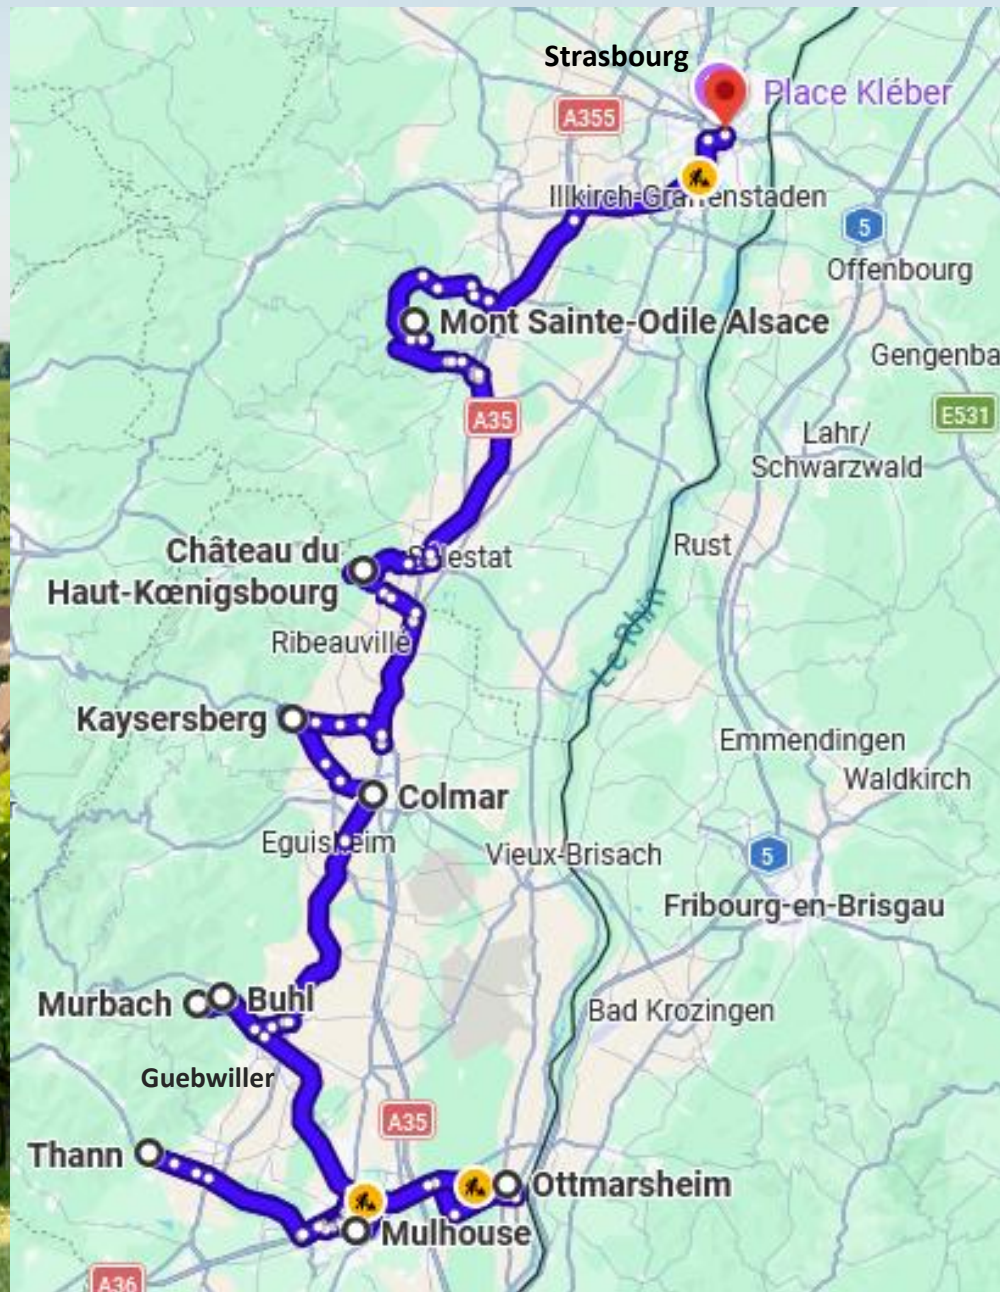 Strasbourg
Place Kléber
A355
Illkirch-Graffenstaden
5
Offenbourg
Mont Sainte-Odile Alsace
Gengenba
A35
E531
Lahr/
Schwarzwald
Château du
Haut-Kœnigsbourg
Sélestat
Rust
Ribeauvillé
Le Rhin
Kaysersberg
Emmendingen
Waldkirch
Colmar
Eguisheim
Vieux-Brisach
5
Fribourg-en-Brisgau
Murbach
Buhl
Bad Krozingen
Guebwiller
A35
Thann
Ottmarsheim
Mulhouse
A36